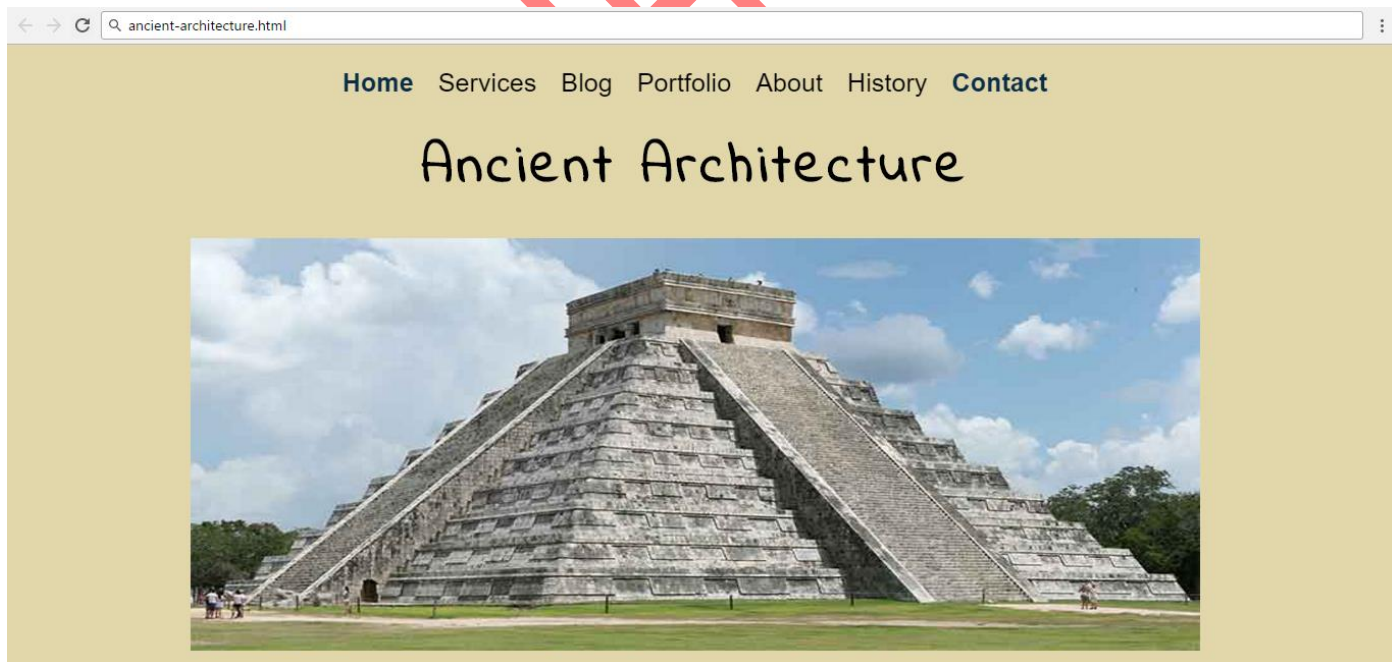 ancient-architecture.html
Home Services Blog Portfolio About History Contact
Ancient Architecture